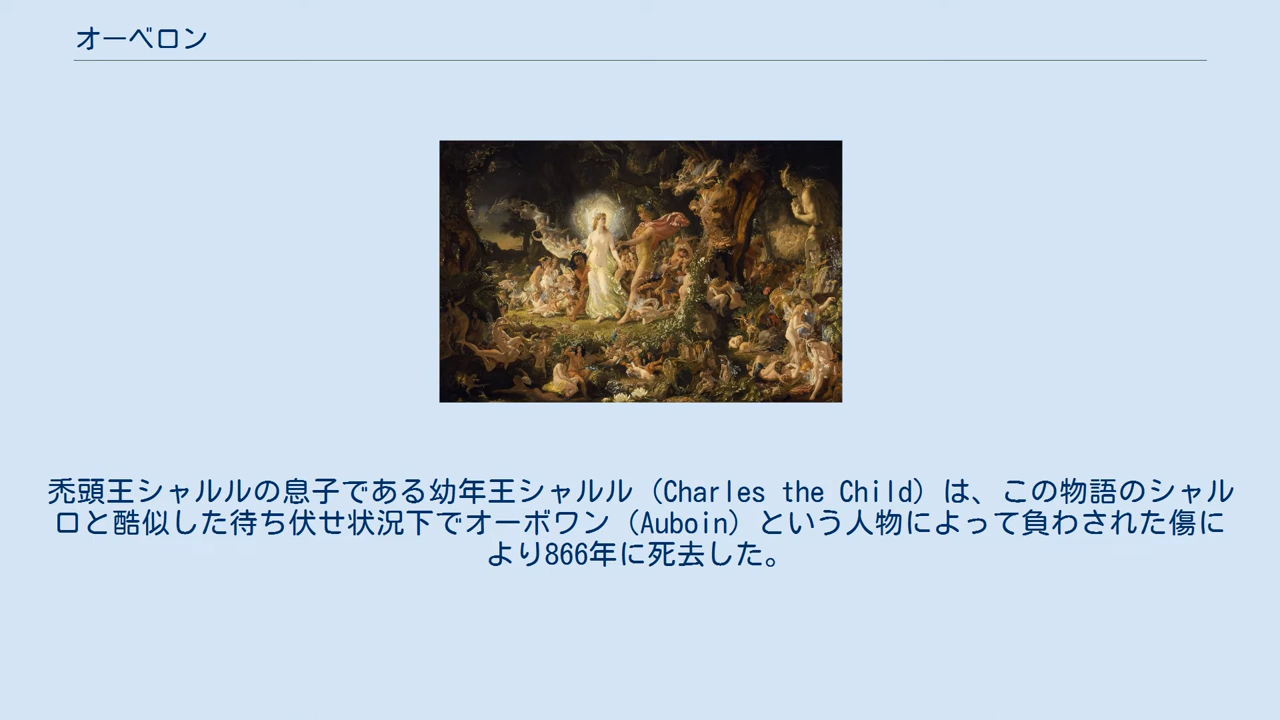 オーベロン
禿頭王シャルルの息子である幼年王シャルル（Charles the Child）は、この物語のシャル
ロと酷似した待ち伏せ状況下でオーボワン（Auboin）という人物によって負わされた傷に
より866年に死去した。